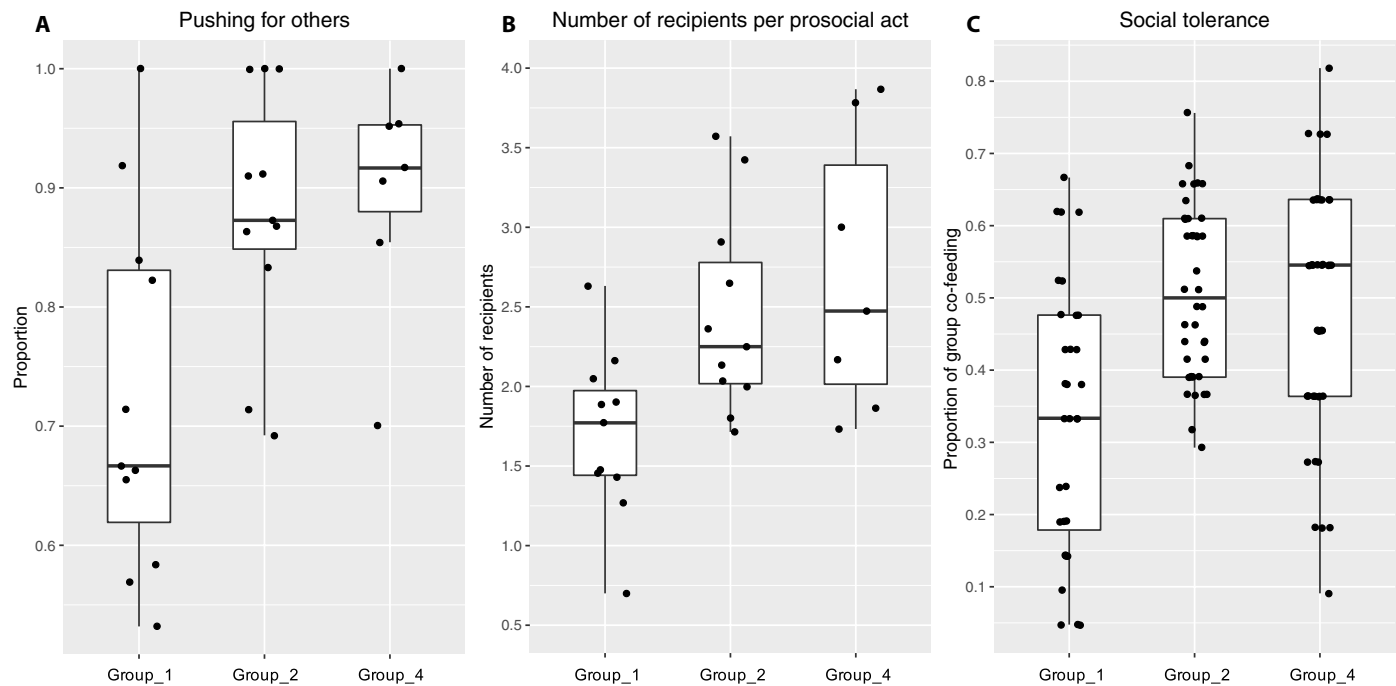 A
Pushing for others
Proportion
1.0
0.9
0.8
0.7
0.6
Group_1
Group_2
Group_4
B
Number of recipients per prosocial act
Number of recipients
4.0
3.5
3.0
2.5
2.0
1.5
1.0
0.5
Group_1
Group_2
Group_4
C
Social tolerance
Proportion of group co-feeding
0.8
0.7
0.6
0.5
0.4
0.3
0.2
0.1
Group_1
Group_2
Group_4